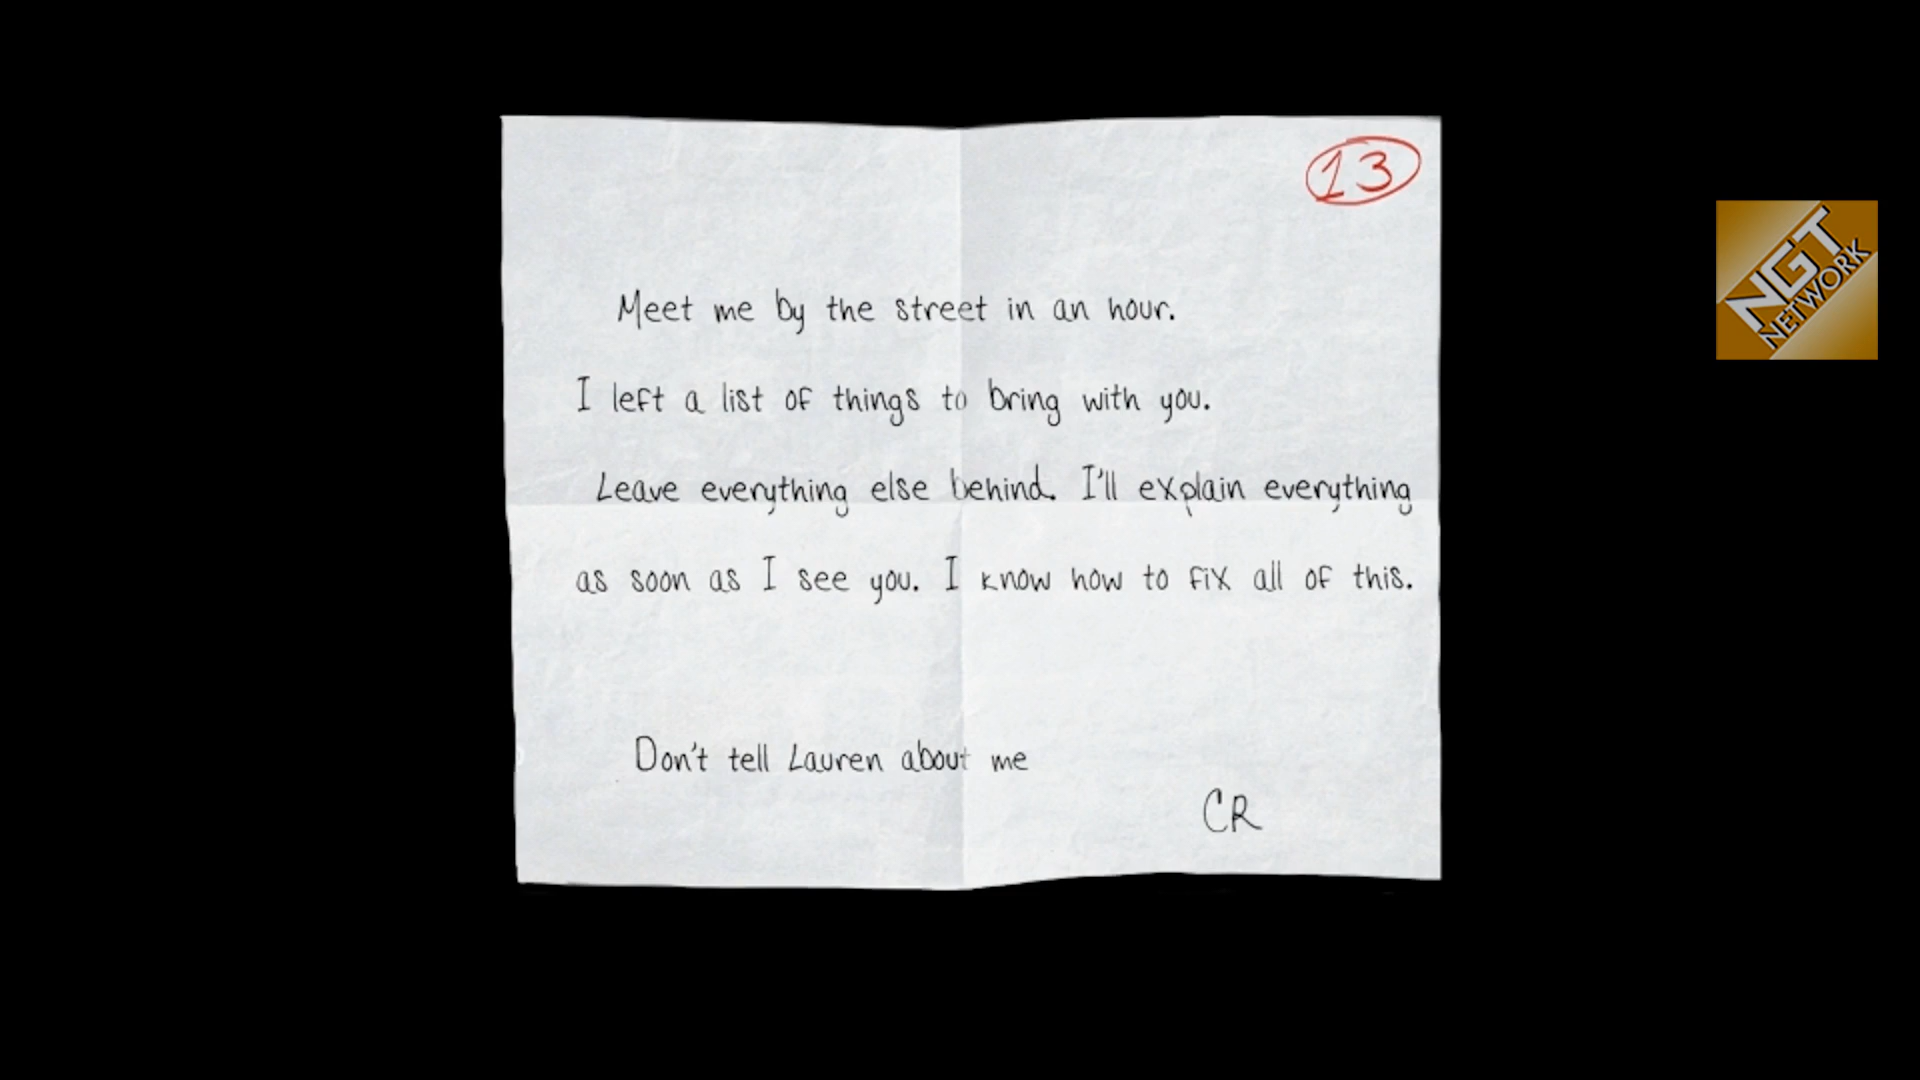 13
Meet me by the street in an hour.
I left a list of things to bring with you.
Leave everything else behind. I'll explain everything
as soon as I see you. I know how to fix all of this.
Don't tell Lauren about me
CR
NGT
NETWORK